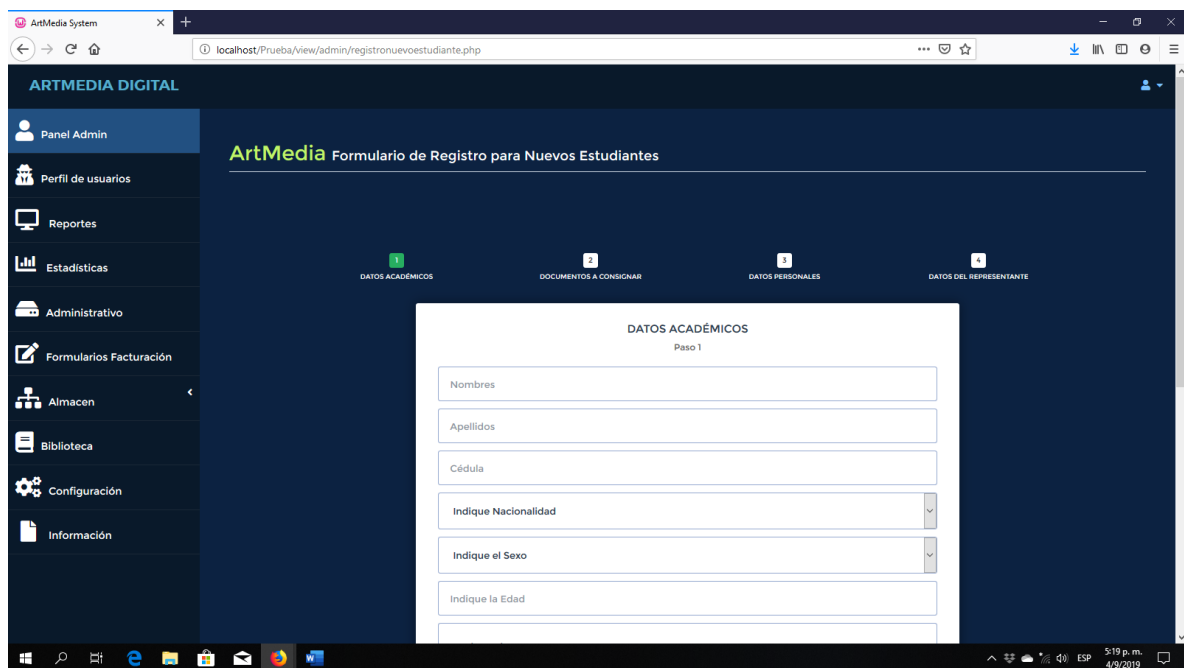 ArtMedia System
localhost/Prueba/view/admin/registronuevoestudiante.php
ARTMEDIA DIGITAL
Panel Admin
Perfil de usuarios
Reportes
Estadísticas
Administrativo
Formularios Facturación
Almacen
Biblioteca
Configuración
Información
ArtMedia Formulario de Registro para Nuevos Estudiantes
1 2 3 4
DATOS ACADÉMICOS DOCUMENTOS A CONSIGNAR DATOS PERSONALES DATOS DEL REPRESENTANTE
DATOS ACADÉMICOS
Paso 1
Nombres
Apellidos
Cédula
Indique Nacionalidad
Indique el Sexo
Indique la Edad
ESP
5:19 p. m.
4/9/2019